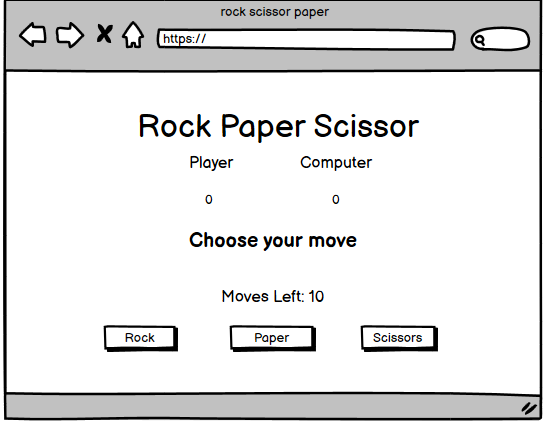 rock scissor paper
https://
Rock Paper Scissor
Player Computer
0 0
Choose your move
Moves Left: 10
Rock Paper Scissors